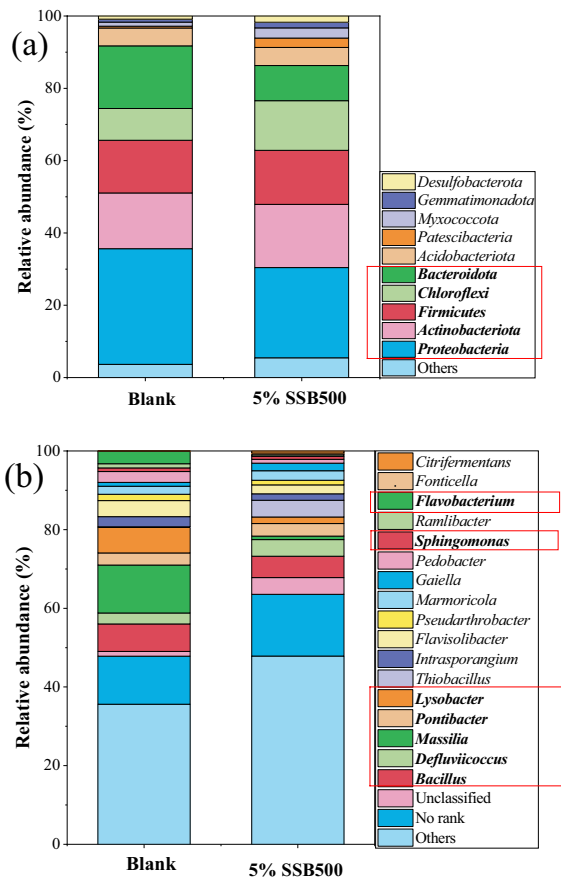 (a)
Relative abundance (%)
100
80
60
40
20
0
Blank
5% SSB500
Desulfobacterota
Gemmatimonadota
Myxococcota
Patescibacteria
Acidobacteriota
Bacteroidota
Chloroflexi
Firmicutes
Actinobacteriota
Proteobacteria
Others
(b)
Relative abundance (%)
100
80
60
40
20
0
Blank
5% SSB500
Citrifermentans
Fonticella
Flavobacterium
Ramlibacter
Sphingomonas
Pedobacter
Gaiella
Marmoricola
Pseudarthrobacter
Flavisolibacter
Intrasporangium
Thiobacillus
Lysobacter
Pontibacter
Massilia
Defluviicoccus
Bacillus
Unclassified
No rank
Others